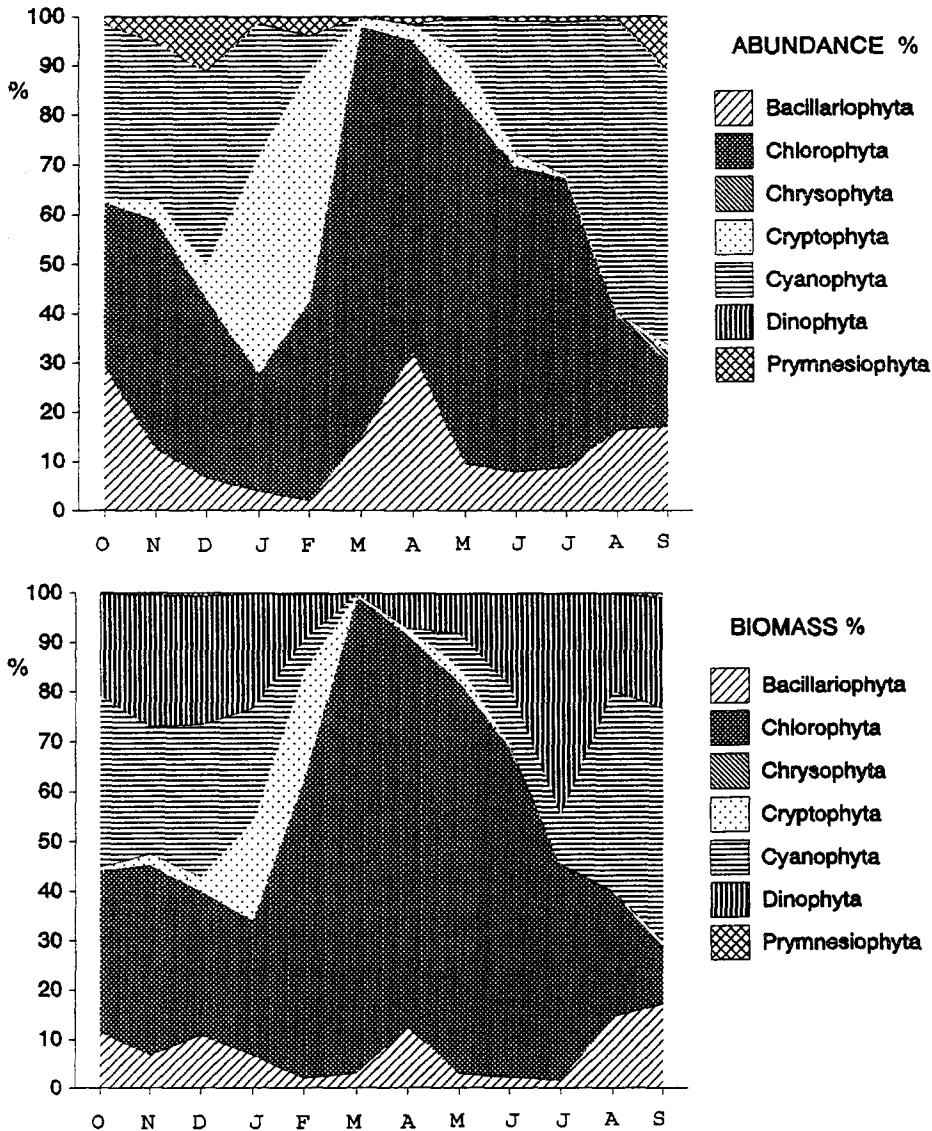 ABUNDANCE %
100
90
%
80
70
60
50
40
30
20
10
0
O N D J F M A M J J A S
Bacillariophyta
Chlorophyta
Chrysophyta
Cryptophyta
Cyanophyta
Dinophyta
Prymnesiophyta
BIOMASS %
100
90
%
80
70
60
50
40
30
20
10
0
O N D J F M A M J J A S
Bacillariophyta
Chlorophyta
Chrysophyta
Cryptophyta
Cyanophyta
Dinophyta
Prymnesiophyta